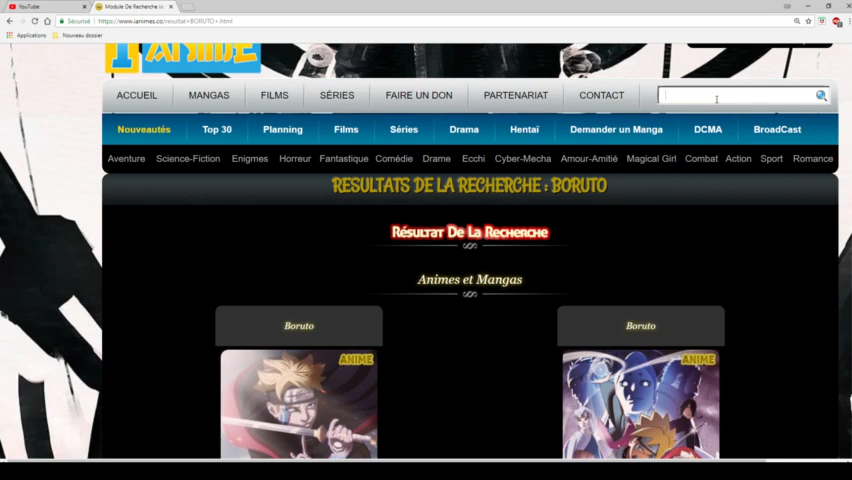 YouTube
Module De Recherche ia
Sécurisé
https://www.ianimes.co/resultat+BORUTO+.html
Applications
Nouveau dossier
ANIME
ACCUEIL MANGAS FILMS SÉRIES FAIRE UN DON PARTENARIAT CONTACT
Nouveautés Top 30 Planning Films Séries Drama Hentaï Demander un Manga DCMA BroadCast
Aventure Science-Fiction Enigmes Horreur Fantastique Comédie Drame Ecchi Cyber-Mecha Amour-Amitié Magical Girl Combat Action Sport Romance
RESULTATS DE LA RECHERCHE : BORUTO
Résultat De La Recherche
Animes et Mangas
Boruto
Boruto
ANIME
ANIME